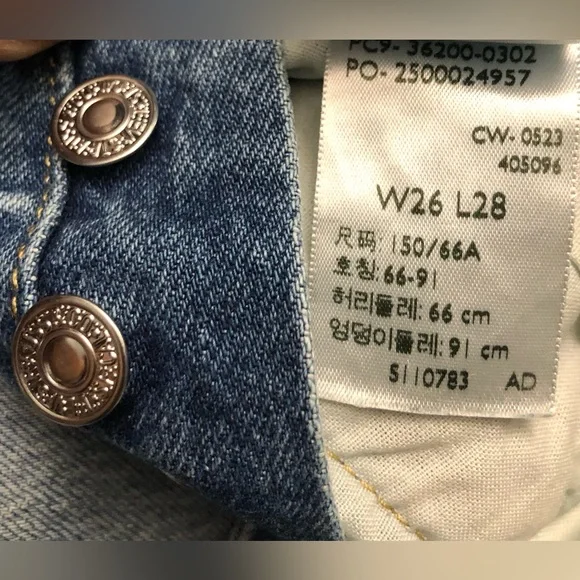 PC9- 36200-0302
PO- 2500024957
CW- 0523
405096
W26 L28
尺码: 150/66A
호칭: 66-91
허리둘레: 66 cm
엉덩이둘레: 91 cm
5110783 AD